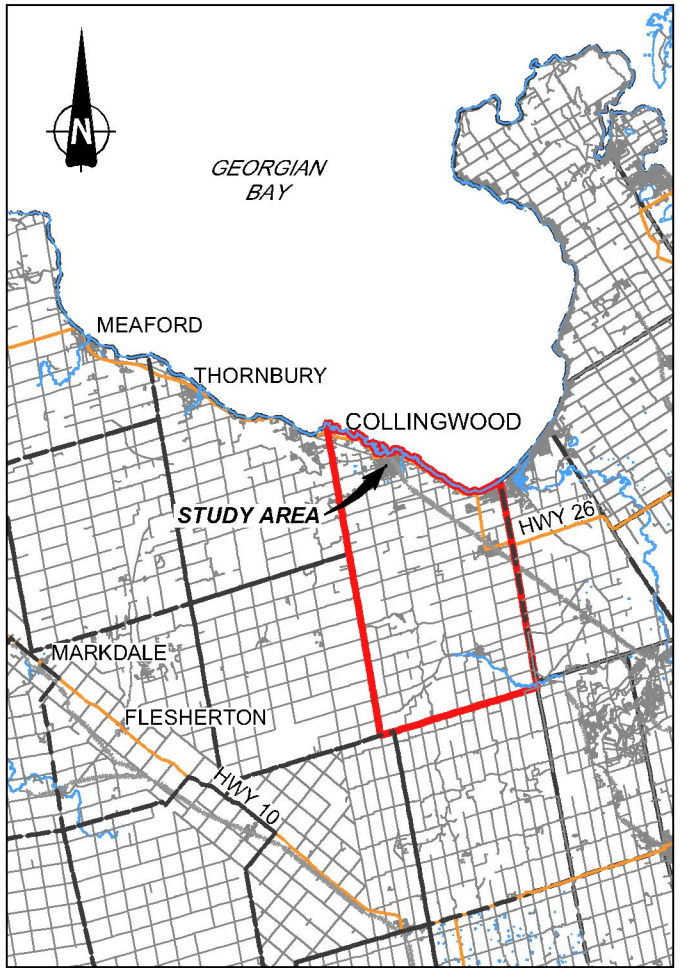 N
GEORGIAN
BAY
MEAFORD
THORNBURY
COLLINGWOOD
STUDY AREA
HWY 26
MARKDALE
FLESHERTON
HWY 10